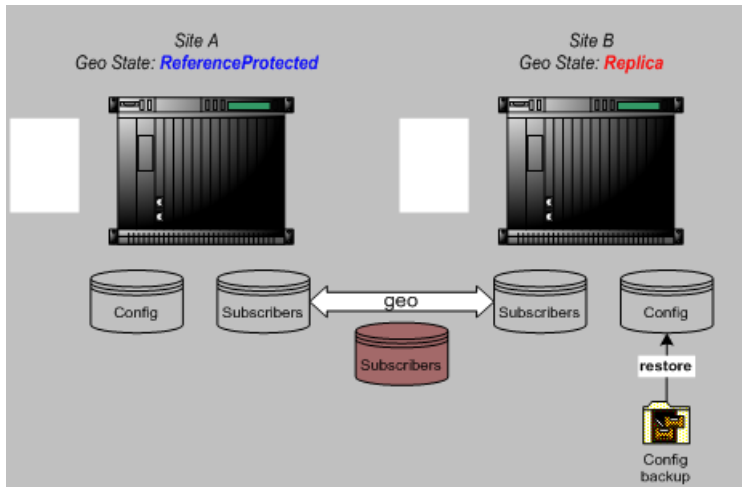 Site A
Geo State: ReferenceProtected
Site B
Geo State: Replica
Config
Subscribers
geo
Subscribers
Config
Subscribers
restore
Config
backup